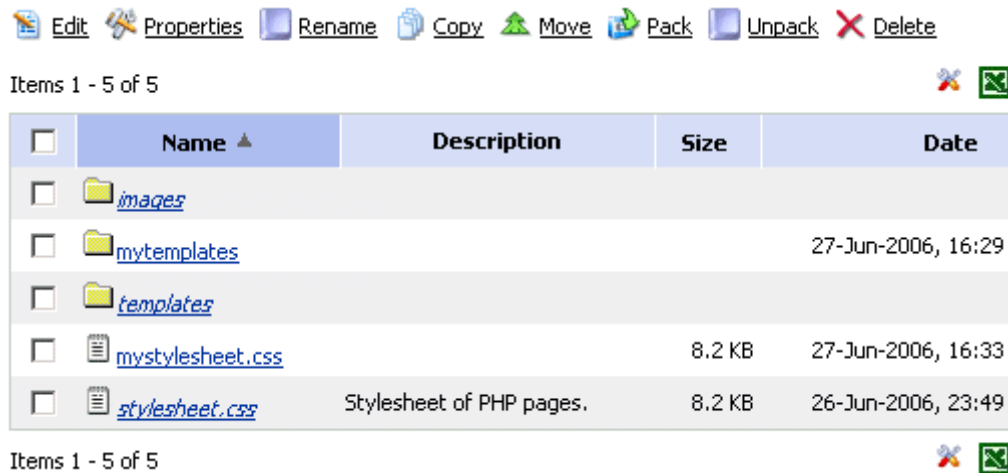 Edit Properties Rename Copy Move Pack Unpack Delete
Items 1 - 5 of 5
Name Description Size Date
images
mytemplates 27-Jun-2006, 16:29
templates
mystylesheet.css 8.2 KB 27-Jun-2006, 16:33
stylesheet.css Stylesheet of PHP pages. 8.2 KB 26-Jun-2006, 23:49
Items 1 - 5 of 5